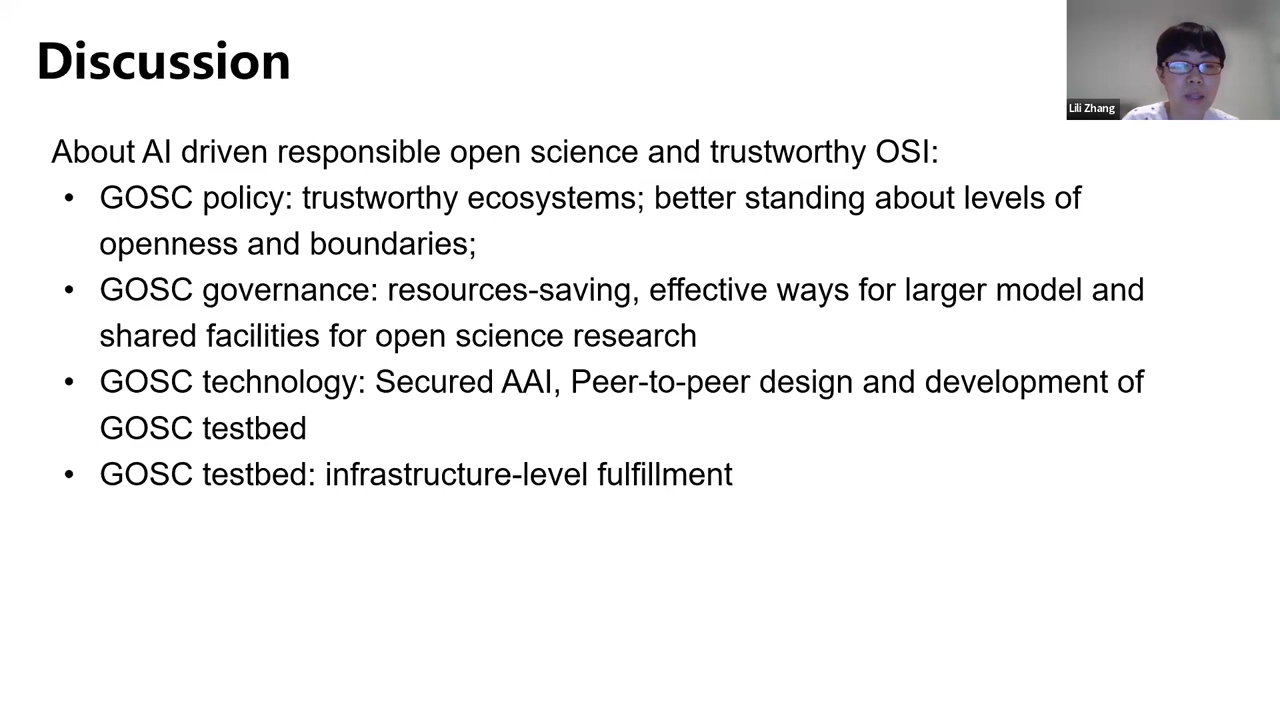 Discussion
Lili Zhang
About AI driven responsible open science and trustworthy OSI:
• GOSC policy: trustworthy ecosystems; better standing about levels of
openness and boundaries;
• GOSC governance: resources-saving, effective ways for larger model and
shared facilities for open science research
• GOSC technology: Secured AAI, Peer-to-peer design and development of
GOSC testbed
• GOSC testbed: infrastructure-level fulfillment